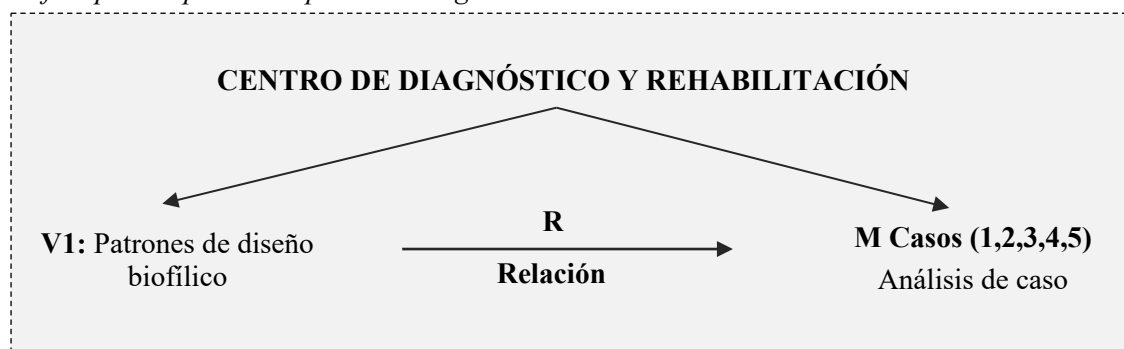 CENTRO DE DIAGNÓSTICO Y REHABILITACIÓN
V1: Patrones de diseño
biofílico
R
Relación
M Casos (1,2,3,4,5)
Análisis de caso